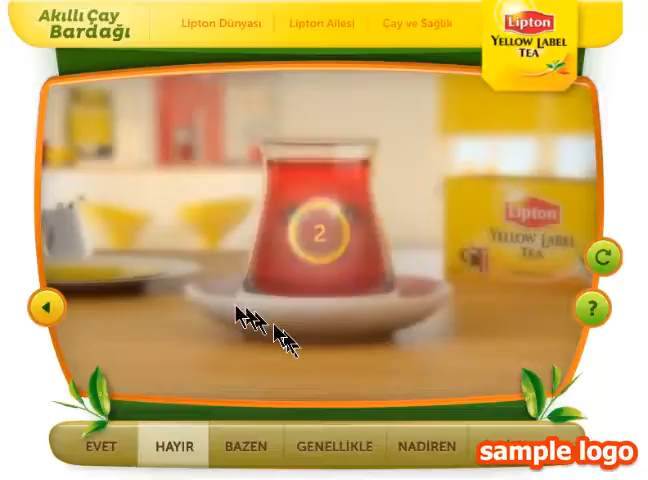 Akıllı Çay
Bardağı
Lipton Dünyası
Lipton Ailesi
Çay ve Sağlık
Lipton
YELLOW LABEL
TEA
2
Lipton
YELLOW LABEL
TEA
?
EVET
HAYIR
BAZEN
GENELLİKLE
NADİREN
sample logo